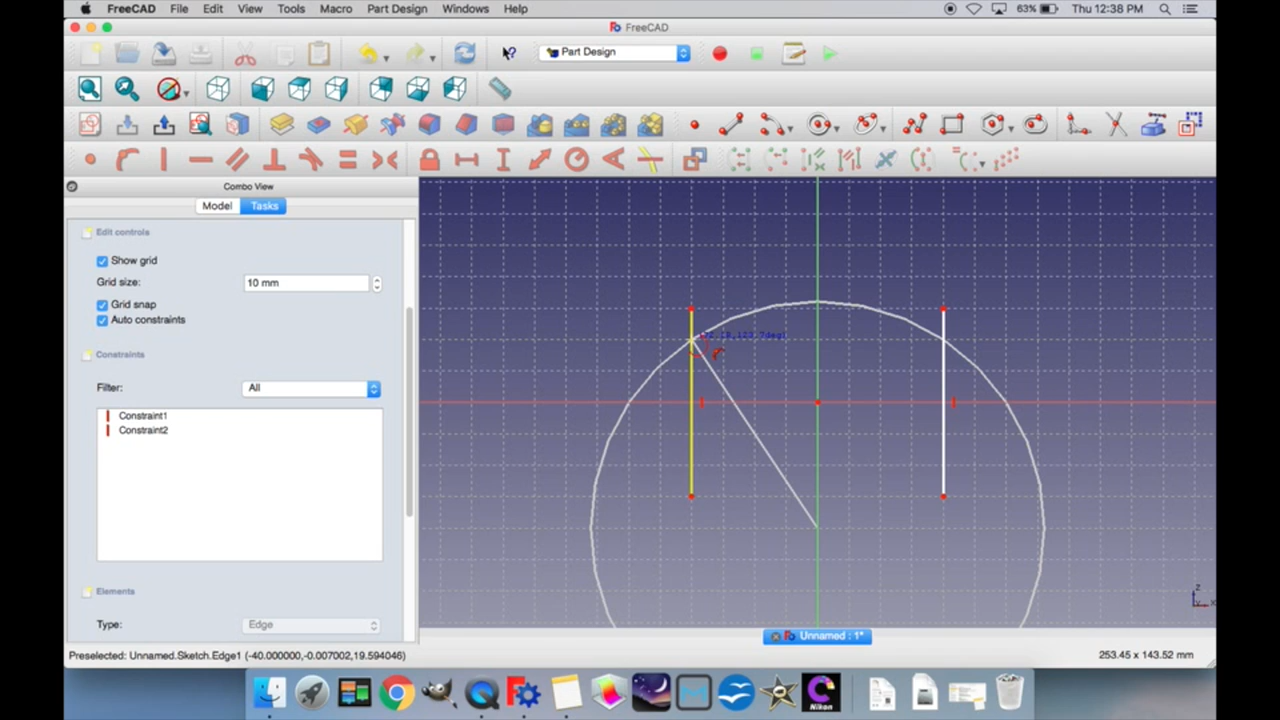 FreeCAD File Edit View Tools Macro Part Design Windows Help 63% Thu 12:38 PM
FreeCAD
Part Design
Combo View
Model Tasks
Edit controls
Show grid
Grid size: 10 mm
Grid snap
Auto constraints
Constraints
Filter: All
Constraint1
Constraint2
Elements
Type: Edge
Z
X
Unnamed : 1*
Preselected: Unnamed.Sketch.Edge1 (-40.000000,-0.007002,19.594046) 253.45 x 143.52 mm
Nikon